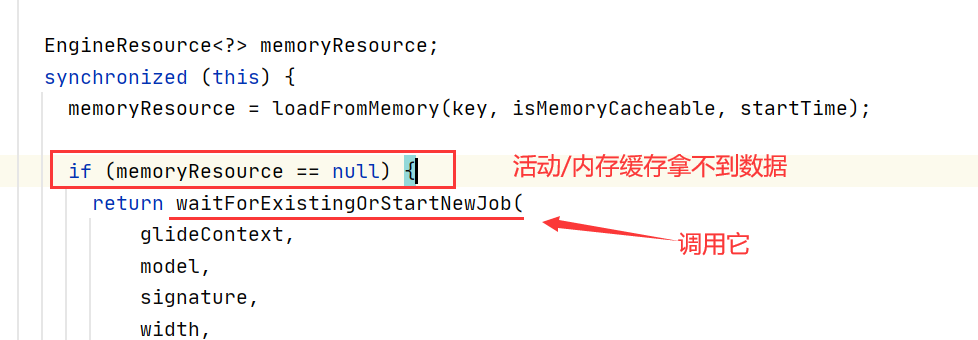 EngineResource<?> memoryResource;
synchronized (this) {
memoryResource = loadFromMemory(key, isMemoryCacheable, startTime);
if (memoryResource == null) { 活动/内存缓存拿不到数据
return waitForExistingOrStartNewJob(
glideContext, 调用它
model,
signature,
width,